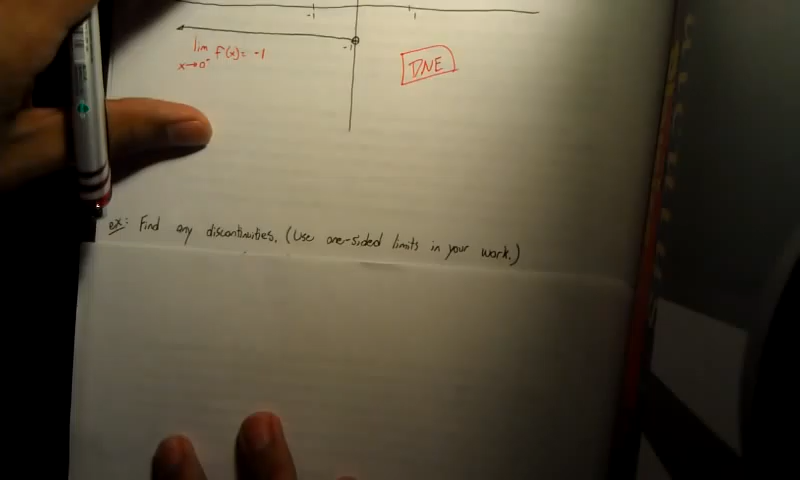 -1 1
-1
lim f(x) = -1
x→0⁻
DNE
ex: Find any discontinuities. (Use one-sided limits in your work.)